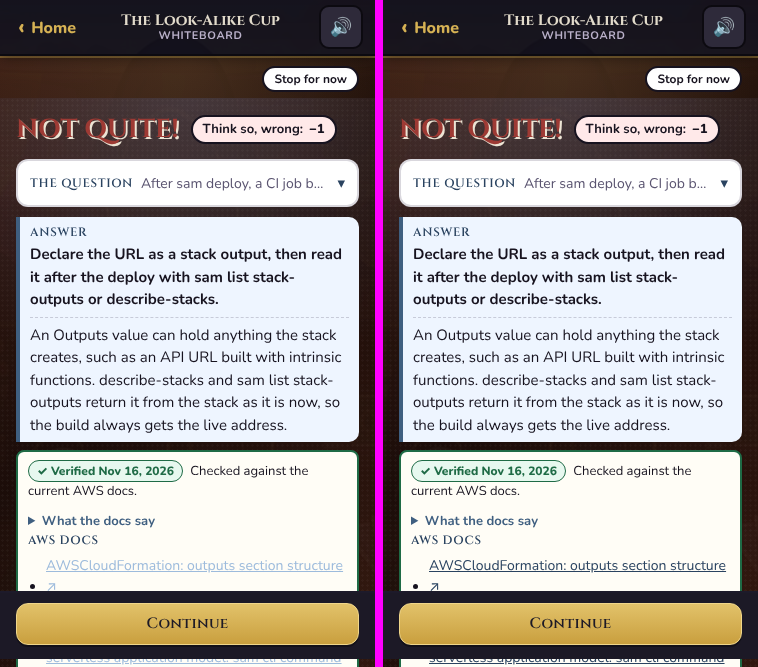 ‹ Home
The Look-Alike Cup
WHITEBOARD
Stop for now
NOT QUITE!
Think so, wrong: −1
THE QUESTION After sam deploy, a CI job b... ▼
ANSWER
Declare the URL as a stack output, then read
it after the deploy with sam list stack-
outputs or describe-stacks.
An Outputs value can hold anything the stack
creates, such as an API URL built with intrinsic
functions. describe-stacks and sam list stack-
outputs return it from the stack as it is now, so
the build always gets the live address.
✓ Verified Nov 16, 2026 Checked against the
current AWS docs.
▶ What the docs say
AWS DOCS
AWSCloudFormation: outputs section structure
↗
Continue
serverless application model: sam command
‹ Home
The Look-Alike Cup
WHITEBOARD
Stop for now
NOT QUITE!
Think so, wrong: −1
THE QUESTION After sam deploy, a CI job b... ▼
ANSWER
Declare the URL as a stack output, then read
it after the deploy with sam list stack-
outputs or describe-stacks.
An Outputs value can hold anything the stack
creates, such as an API URL built with intrinsic
functions. describe-stacks and sam list stack-
outputs return it from the stack as it is now, so
the build always gets the live address.
✓ Verified Nov 16, 2026 Checked against the
current AWS docs.
▶ What the docs say
AWS DOCS
AWSCloudFormation: outputs section structure
↗
Continue
serverless application model: sam command